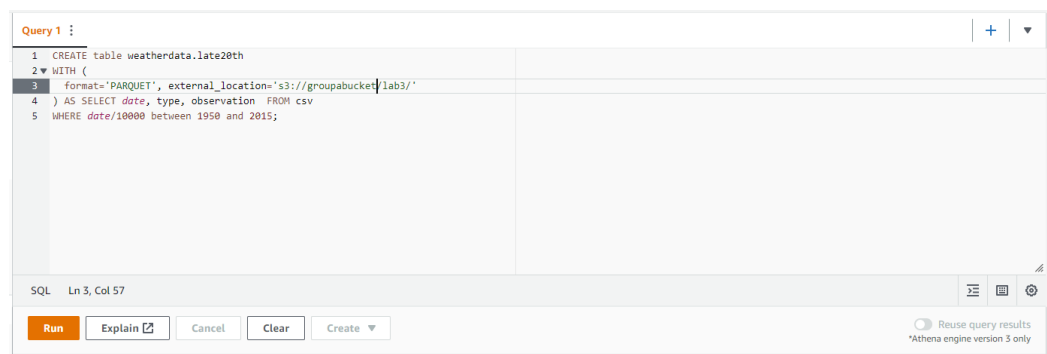 Query 1
1 CREATE table weatherdata.late20th
2 WITH (
3 format='PARQUET', external_location='s3://groupabucket/lab3/'
4 ) AS SELECT date, type, observation  FROM csv
5 WHERE date/10000 between 1950 and 2015;
SQL Ln 3, Col 57
Run Explain Cancel Clear Create Reuse query results
*Athena engine version 3 only